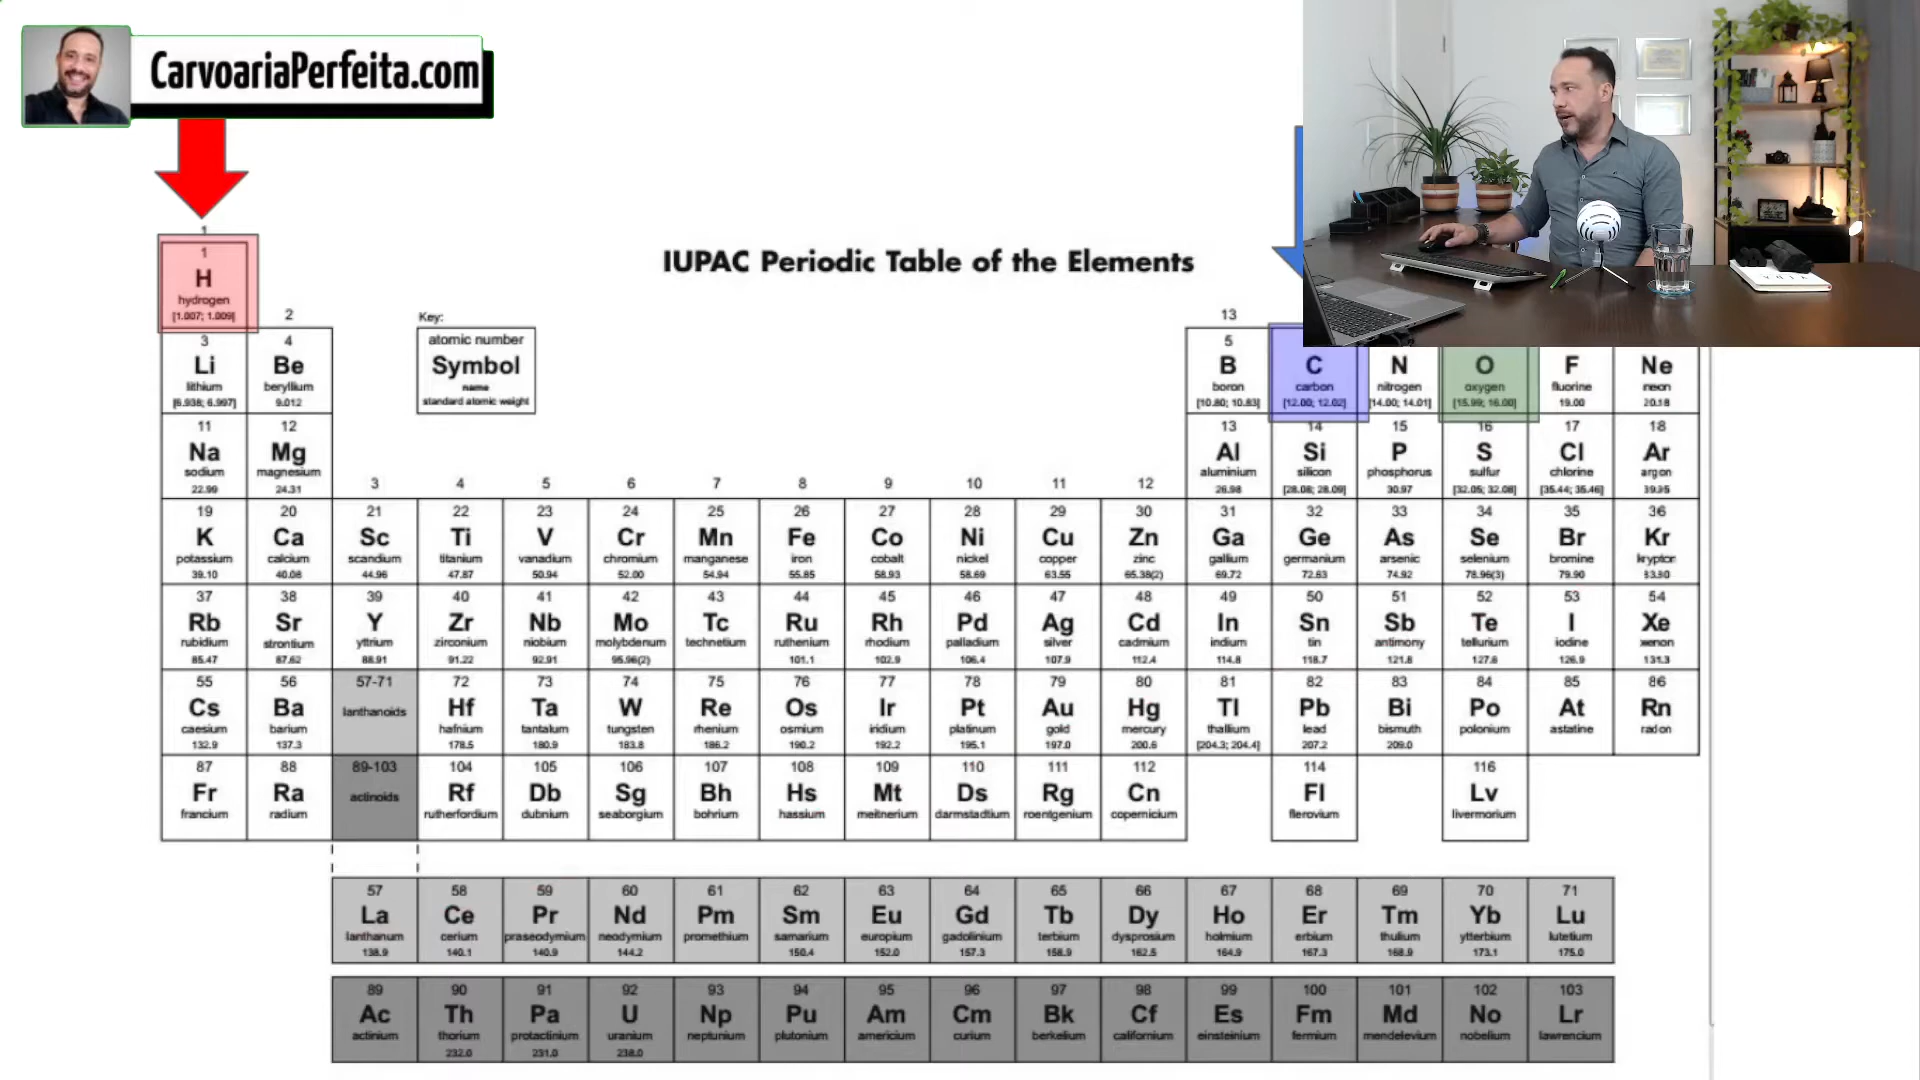 CarvoariaPerfeita.com
IUPAC Periodic Table of the Elements
1
1
H
hydrogen
[1.007; 1.009]
2
13
Key:
atomic number
Symbol
name
standard atomic weight
3 4 5
Li Be B C N O F Ne
lithium beryllium boron carbon nitrogen oxygen fluorine neon
[6.938; 6.997] 9.012 [10.80; 10.83] [12.00; 12.02] [14.00; 14.01] [15.99; 16.00] 19.00 20.18
11 12 13 14 15 16 17 18
Na Mg Al Si P S Cl Ar
sodium magnesium aluminium silicon phosphorus sulfur chlorine argon
22.99 24.31 26.98 [28.08; 28.09] 30.97 [32.05; 32.08] [35.44; 35.46] 39.95
3 4 5 6 7 8 9 10 11 12
19 20 21 22 23 24 25 26 27 28 29 30 31 32 33 34 35 36
K Ca Sc Ti V Cr Mn Fe Co Ni Cu Zn Ga Ge As Se Br Kr
potassium calcium scandium titanium vanadium chromium manganese iron cobalt nickel copper zinc gallium germanium arsenic selenium bromine krypton
39.10 40.08 44.96 47.87 50.94 52.00 54.94 55.85 58.93 58.69 63.55 65.38(2) 69.72 72.63 74.92 78.96(3) 79.90 83.80
37 38 39 40 41 42 43 44 45 46 47 48 49 50 51 52 53 54
Rb Sr Y Zr Nb Mo Tc Ru Rh Pd Ag Cd In Sn Sb Te I Xe
rubidium strontium yttrium zirconium niobium molybdenum technetium ruthenium rhodium palladium silver cadmium indium tin antimony tellurium iodine xenon
85.47 87.62 88.91 91.22 92.91 95.96(2) 101.1 102.9 106.4 107.9 112.4 114.8 118.7 121.8 127.6 126.9 131.3
55 56 57-71 72 73 74 75 76 77 78 79 80 81 82 83 84 85 86
Cs Ba lanthanoids Hf Ta W Re Os Ir Pt Au Hg Tl Pb Bi Po At Rn
caesium barium hafnium tantalum tungsten rhenium osmium iridium platinum gold mercury thallium lead bismuth polonium astatine radon
132.9 137.3 178.5 180.9 183.8 186.2 190.2 192.2 195.1 197.0 200.6 [204.3; 204.4] 207.2 209.0
87 88 89-103 104 105 106 107 108 109 110 111 112 114 116
Fr Ra actinoids Rf Db Sg Bh Hs Mt Ds Rg Cn Fl Lv
francium radium rutherfordium dubnium seaborgium bohrium hassium meitnerium darmstadtium roentgenium copernicium flerovium livermorium
57 58 59 60 61 62 63 64 65 66 67 68 69 70 71
La Ce Pr Nd Pm Sm Eu Gd Tb Dy Ho Er Tm Yb Lu
lanthanum cerium praseodymium neodymium promethium samarium europium gadolinium terbium dysprosium holmium erbium thulium ytterbium lutetium
138.9 140.1 140.9 144.2 150.4 152.0 157.3 158.9 162.5 164.9 167.3 168.9 173.1 175.0
89 90 91 92 93 94 95 96 97 98 99 100 101 102 103
Ac Th Pa U Np Pu Am Cm Bk Cf Es Fm Md No Lr
actinium thorium protactinium uranium neptunium plutonium americium curium berkelium californium einsteinium fermium mendelevium nobelium lawrencium
232.0 231.0 238.0